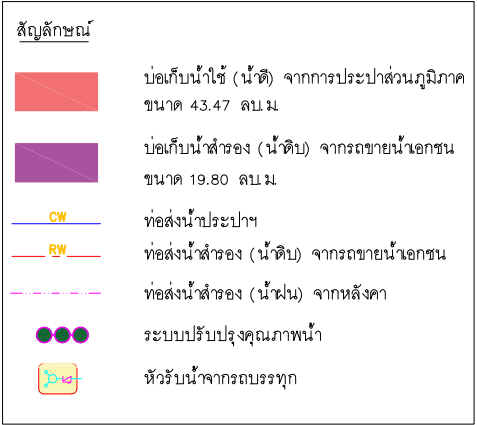 สัญลักษณ์
บ่อเก็บน้ำใช้ (น้ำดี) จากการประปาส่วนภูมิภาค
ขนาด 43.47 ลบ.ม.
บ่อเก็บน้ำสำรอง (น้ำดิบ) จากรถขายน้ำเอกชน
ขนาด 19.80 ลบ.ม.
CW ท่อส่งน้ำประปาฯ
RW ท่อส่งน้ำสำรอง (น้ำดิบ) จากรถขายน้ำเอกชน
ท่อส่งน้ำสำรอง (น้ำฝน) จากหลังคา
ระบบปรับปรุงคุณภาพน้ำ
หัวรับน้ำจากรถบรรทุก